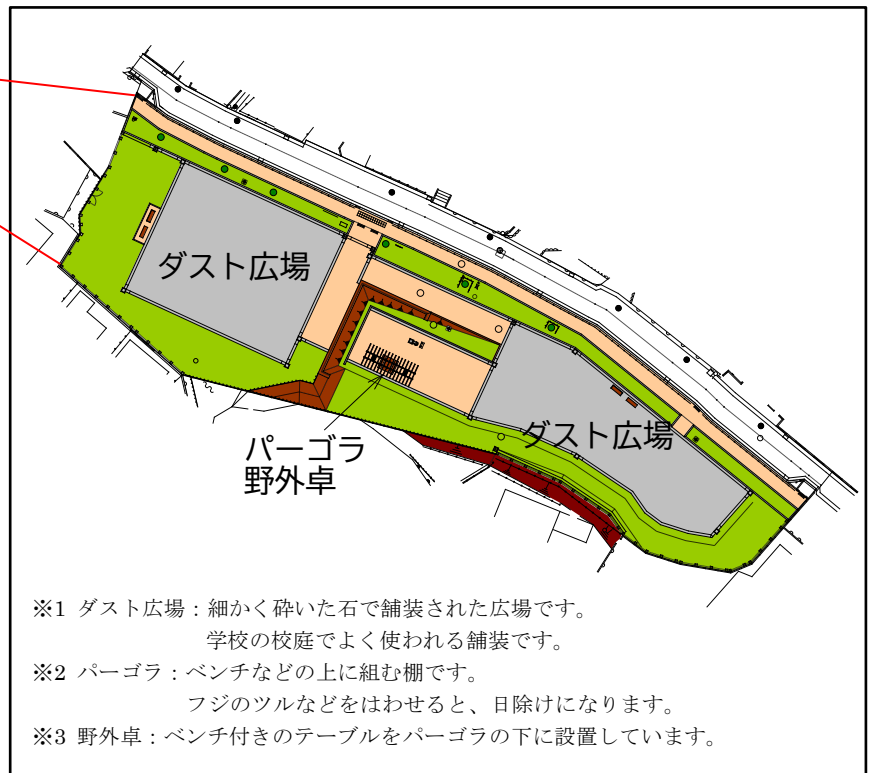 ダスト広場
ダスト広場
パーゴラ
野外卓
※1 ダスト広場：細かく砕いた石で舗装された広場です。
学校の校庭でよく使われる舗装です。
※2 パーゴラ：ベンチなどの上に組む棚です。
フジのツルなどをはわせると、日除けになります。
※3 野外卓：ベンチ付きのテーブルをパーゴラの下に設置しています。